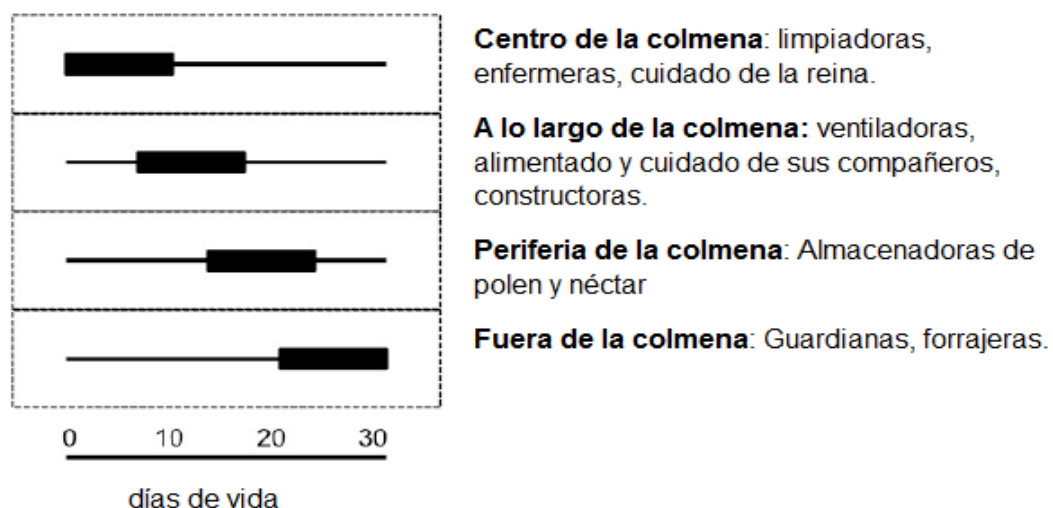 Centro de la colmena: limpiadoras,
enfermeras, cuidado de la reina.
A lo largo de la colmena: ventiladoras,
alimentado y cuidado de sus compañeros,
constructoras.
Periferia de la colmena: Almacenadoras de
polen y néctar
Fuera de la colmena: Guardianas, forrajeras.
0 10 20 30
días de vida